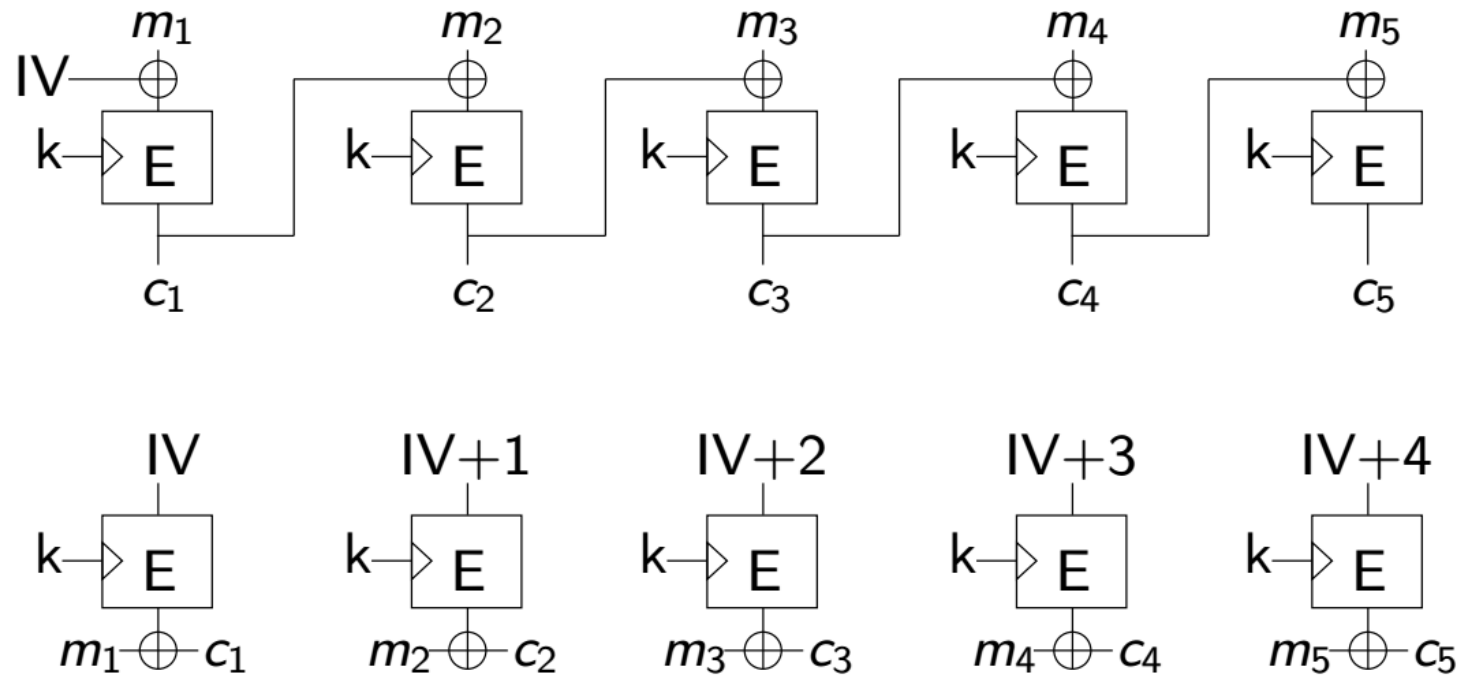 m₁ m₂ m₃ m₄ m₅
IV
k E k E k E k E k E
c₁ c₂ c₃ c₄ c₅
IV IV+1 IV+2 IV+3 IV+4
k E k E k E k E k E
m₁ c₁ m₂ c₂ m₃ c₃ m₄ c₄ m₅ c₅